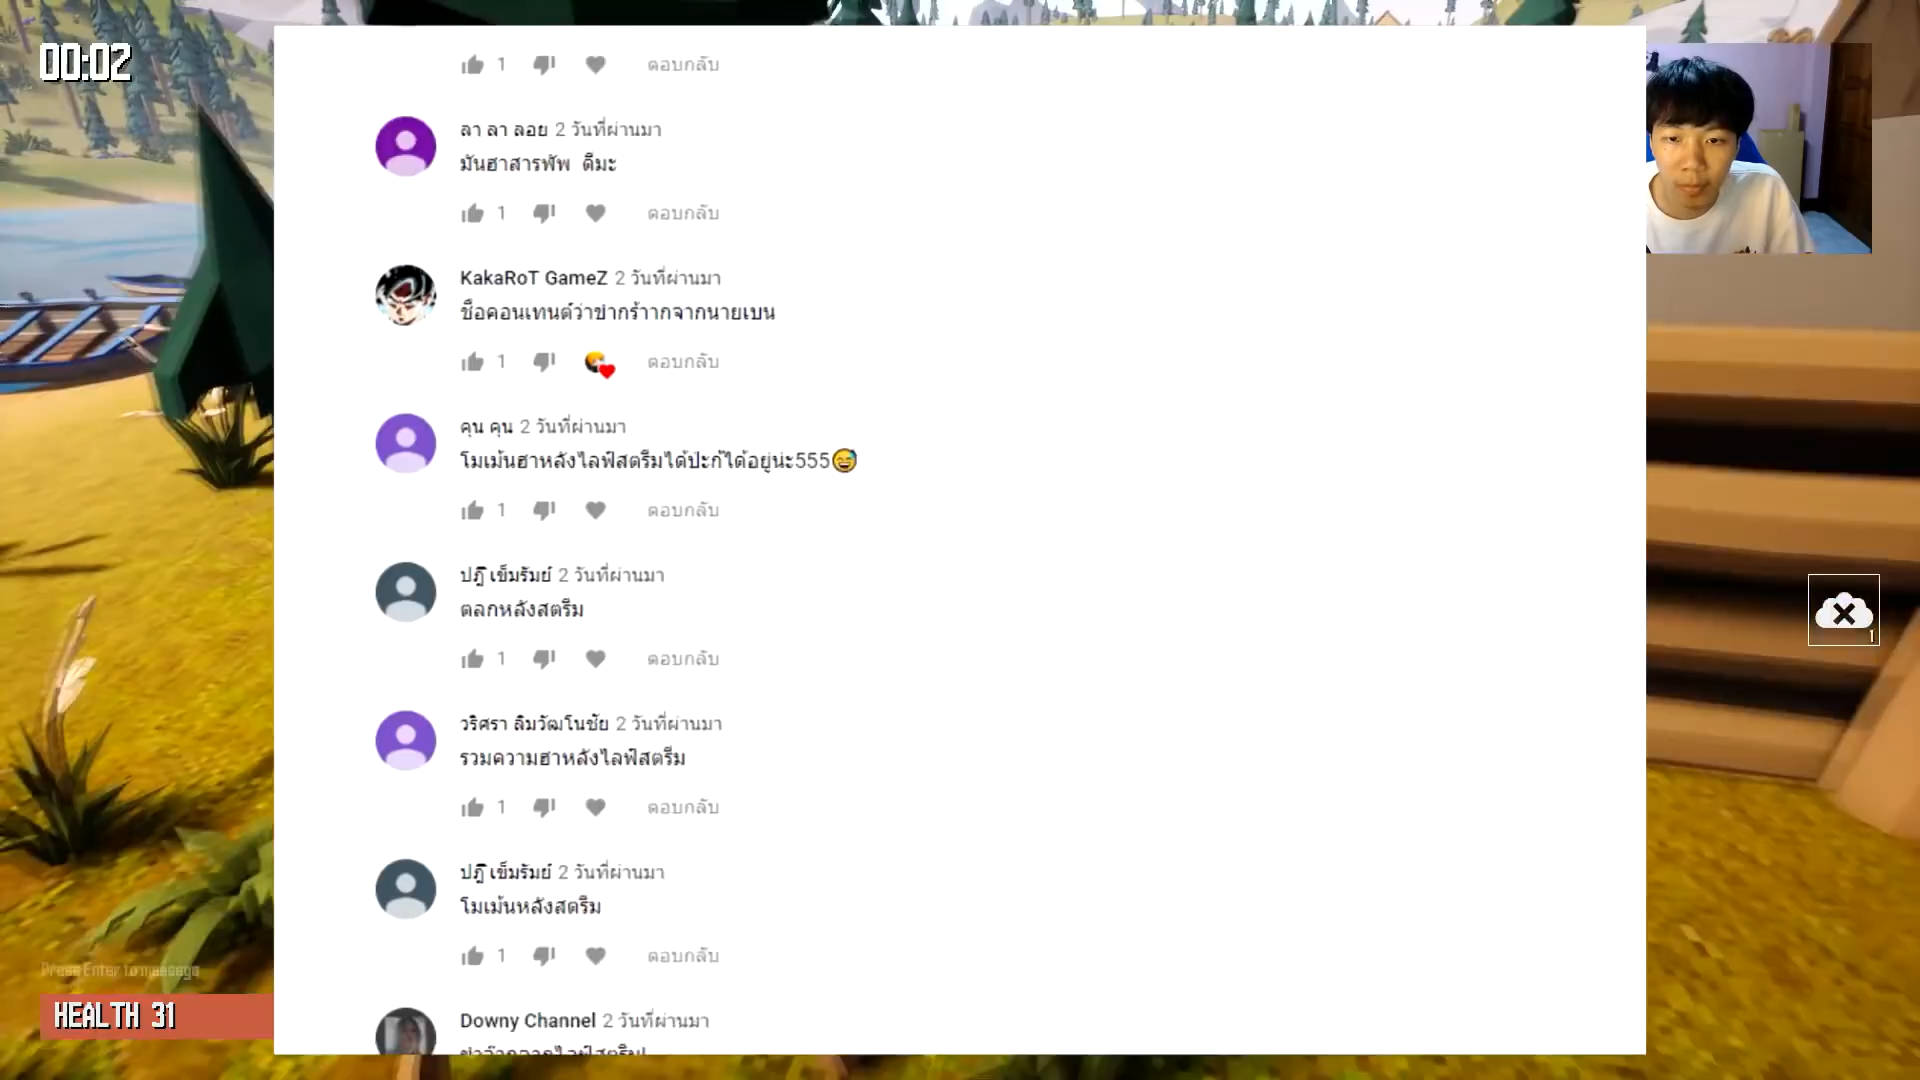 00:02
1 ตอบกลับ
ลา ลา ลอย 2 วันที่ผ่านมา
มันฮาสารพัพ ดีมะ
1 ตอบกลับ
KakaRoT GameZ 2 วันที่ผ่านมา
ชื่อคอนเทนต์ว่าขำกร๊ากจากนายเบน
1 ตอบกลับ
คุน คุน 2 วันที่ผ่านมา
โมเม้นฮาหลังไลฟ์สตรีมได้ป่ะก้ได้อยุ่น่ะ555😅
1 ตอบกลับ
ปฏิ เข็มรัมย์ 2 วันที่ผ่านมา
ตลกหลังสตรีม
1 ตอบกลับ
วริศรา ลิมวัฒโนชัย 2 วันที่ผ่านมา
รวมความฮาหลังไลฟ์สตรีม
1 ตอบกลับ
ปฏิ เข็มรัมย์ 2 วันที่ผ่านมา
โมเม้นหลังสตรีม
1 ตอบกลับ
Downy Channel 2 วันที่ผ่านมา
Press Enter to message
HEALTH 31
1